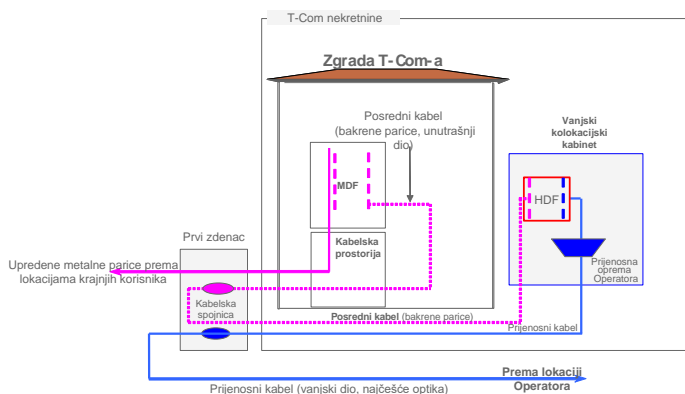 T-Com nekretnine
Zgrada T-Com-a
Posredni kabel
(bakrene parice, unutrašnji
dio)
Vanjski
kolokacijski
kabinet
MDF
HDF
Prvi zdenac
Kabelska
prostorija
Upredene metalne parice prema
lokacijama krajnjih korisnika
Prijenosna
oprema
Operatora
Kabelska
spojnica
Posredni kabel (bakrene parice)
Prijenosni kabel
Prema lokaciji
Operatora
Prijenosni kabel (vanjski dio, najčešće optika)